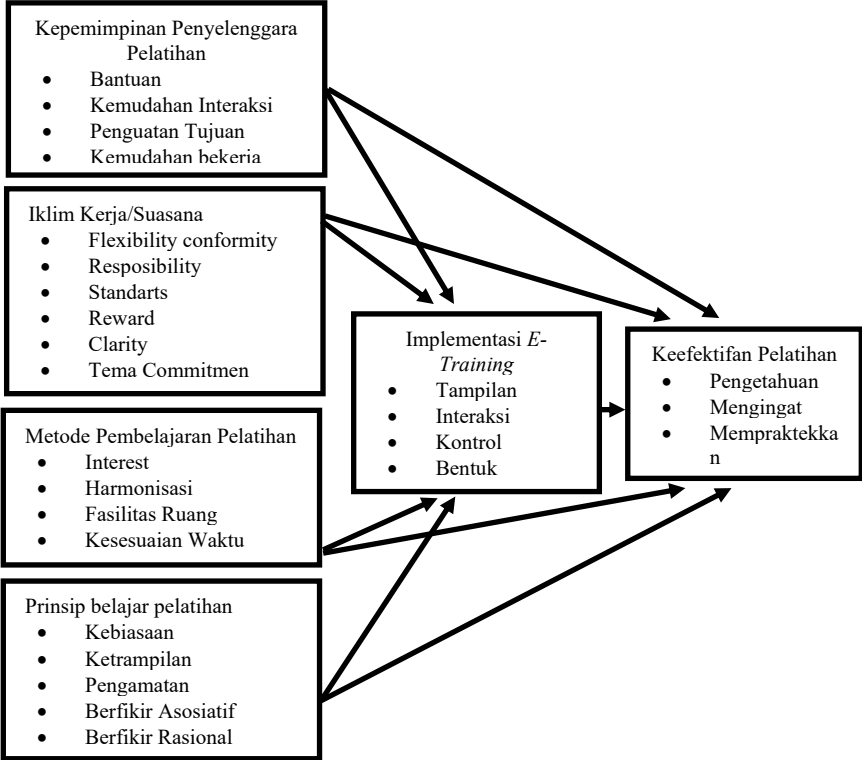 Kepemimpinan Penyelenggara
Pelatihan
• Bantuan
• Kemudahan Interaksi
• Penguatan Tujuan
• Kemudahan bekerja
Iklim Kerja/Suasana
• Flexibility conformity
• Resposibility
• Standarts
• Reward
• Clarity
• Tema Commitmen
Metode Pembelajaran Pelatihan
• Interest
• Harmonisasi
• Fasilitas Ruang
• Kesesuaian Waktu
Prinsip belajar pelatihan
• Kebiasaan
• Ketrampilan
• Pengamatan
• Berfikir Asosiatif
• Berfikir Rasional
Implementasi E-
Training
• Tampilan
• Interaksi
• Kontrol
• Bentuk
Keefektifan Pelatihan
• Pengetahuan
• Mengingat
• Mempraktekka
n